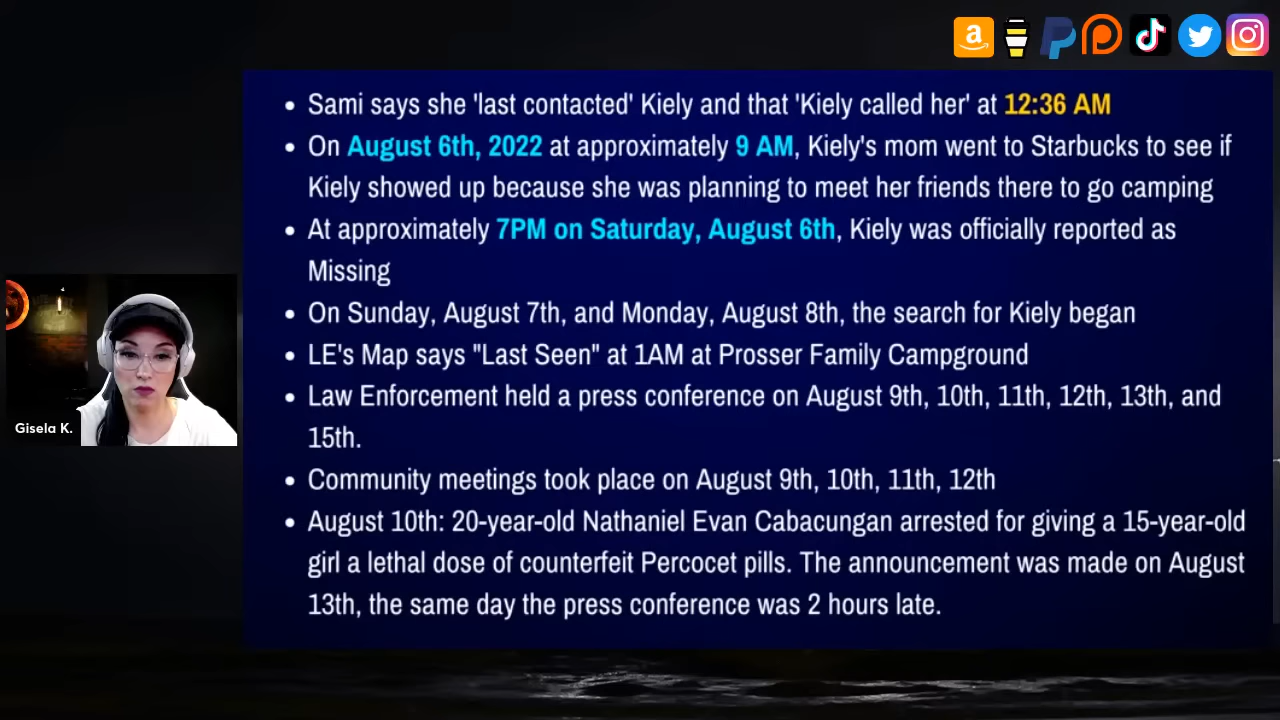 Sami says she 'last contacted' Kiely and that 'Kiely called her' at 12:36 AM
On August 6th, 2022 at approximately 9 AM, Kiely's mom went to Starbucks to see if
Kiely showed up because she was planning to meet her friends there to go camping
At approximately 7PM on Saturday, August 6th, Kiely was officially reported as
Missing
On Sunday, August 7th, and Monday, August 8th, the search for Kiely began
LE's Map says "Last Seen" at 1AM at Prosser Family Campground
Law Enforcement held a press conference on August 9th, 10th, 11th, 12th, 13th, and
15th.
Community meetings took place on August 9th, 10th, 11th, 12th
August 10th: 20-year-old Nathaniel Evan Cabacungan arrested for giving a 15-year-old
girl a lethal dose of counterfeit Percocet pills. The announcement was made on August
13th, the same day the press conference was 2 hours late.
Gisela K.